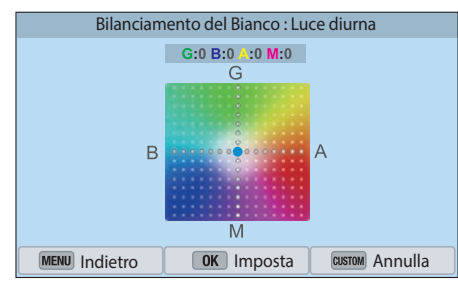 Bilanciamento del Bianco : Luce diurna
G:0 B:0 A:0 M:0
G
B A
M
MENU Indietro OK Imposta CUSTOM Annulla